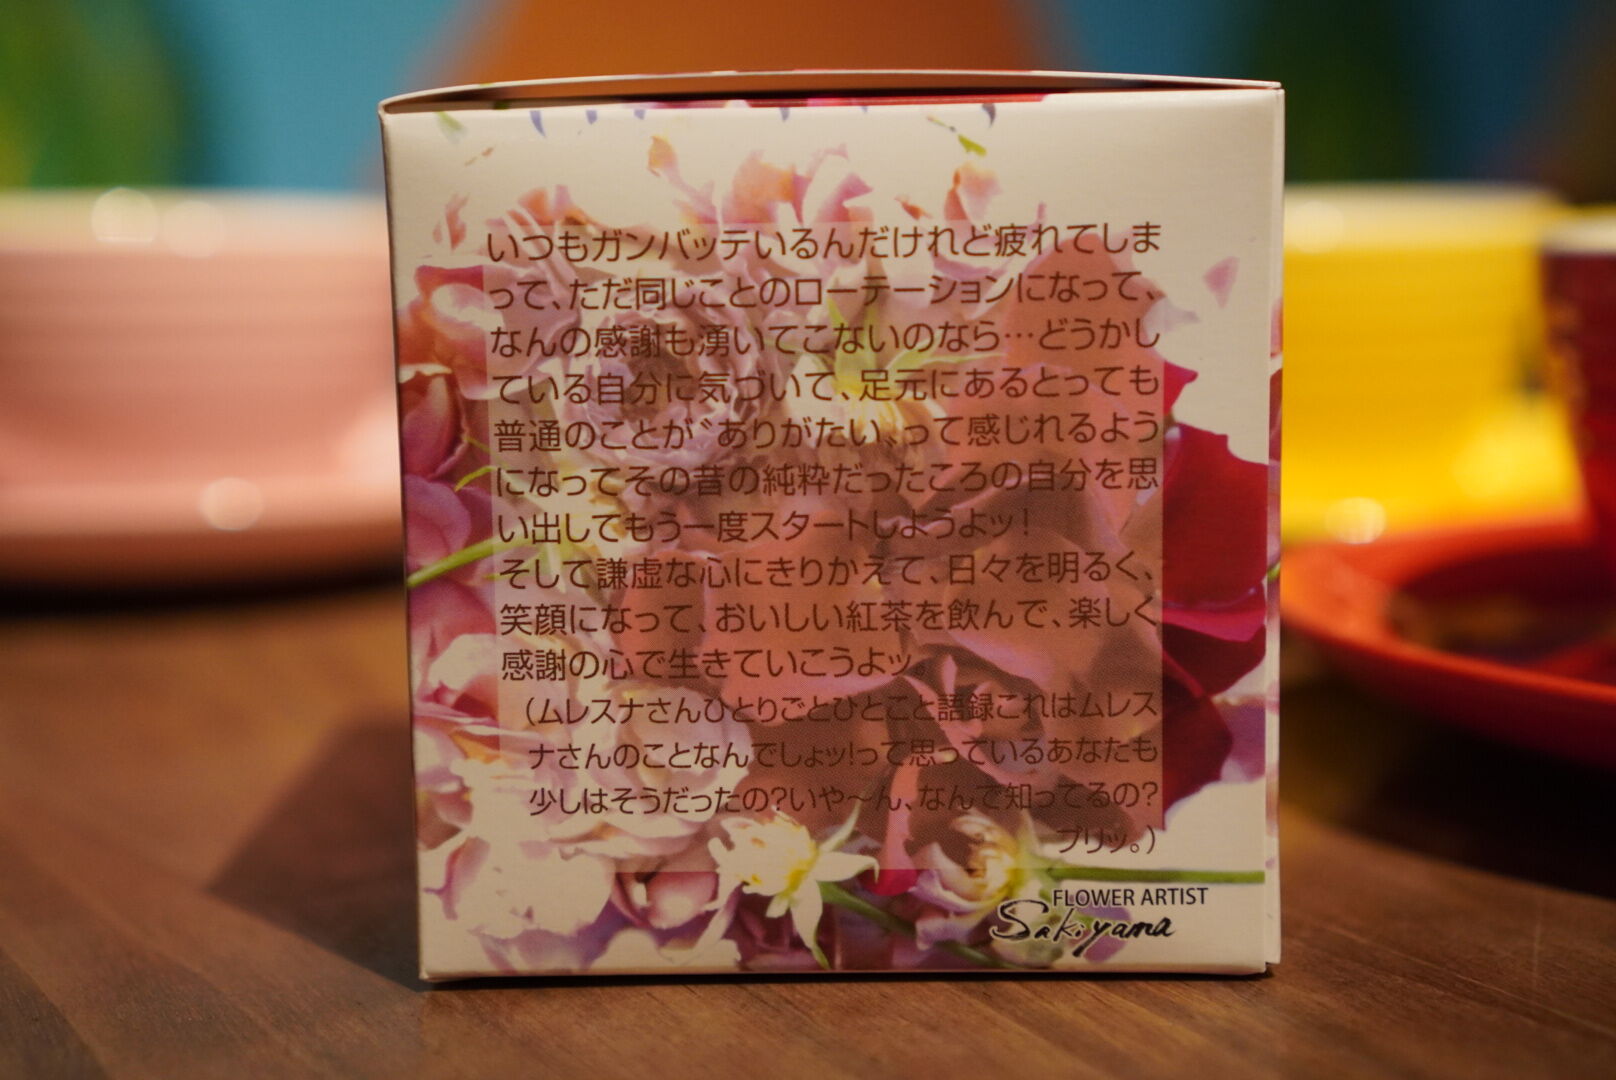 いつもガンバッテいるんだけれど疲れてしま
って、ただ同じことのローテーションになって、
なんの感謝も湧いてこないのなら…どうかし
ている自分に気づいて、足元にあるとっても
普通のことが〝ありがたい〟って感じれるよう
になってその昔の純粋だったころの自分を思
い出してもう一度スタートしようよッ！
そして謙虚な心にきりかえて、日々を明るく、
笑顔になって、おいしい紅茶を飲んで、楽しく
感謝の心で生きていこうよッ
（ムレスナさんひとりごとひとこと語録これはムレス
ナさんのことなんでしょッ！って思っているあなたも
少しはそうだったの？いや〜ん、なんで知ってるの？
プリッ。）
FLOWER ARTIST
Sakiyama